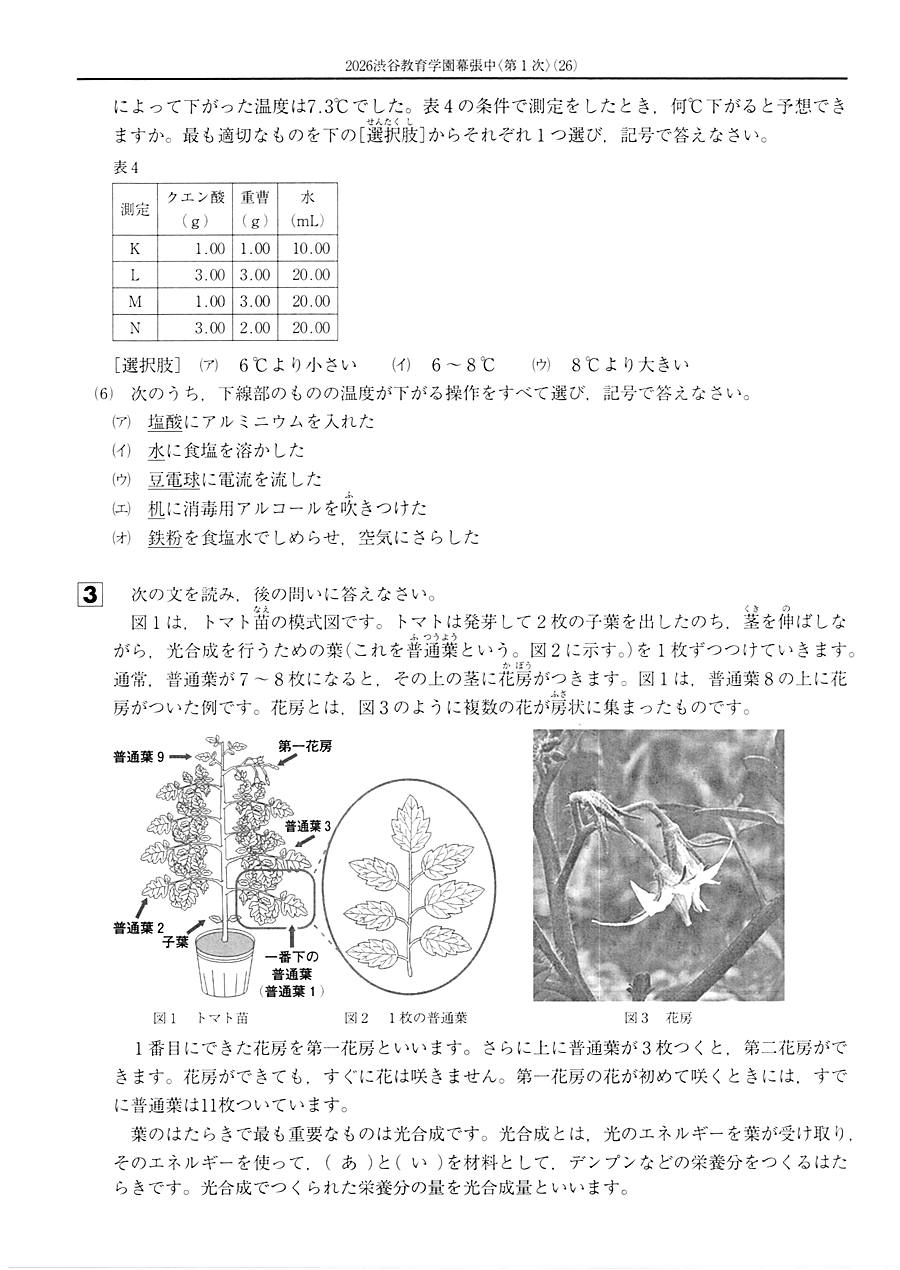 2026渋谷教育学園幕張中〈第1次〉(26)
によって下がった温度は7.3℃でした。表4の条件で測定をしたとき，何℃下がると予想でき
せんたくし
ますか。最も適切なものを下の[選択肢]からそれぞれ1つ選び，記号で答えなさい。
表4
測定 クエン酸(g) 重曹(g) 水(mL)
K 1.00 1.00 10.00
L 3.00 3.00 20.00
M 1.00 3.00 20.00
N 3.00 2.00 20.00
[選択肢] ㋐ 6℃より小さい ㋑ 6～8℃ ㋒ 8℃より大きい
(6) 次のうち，下線部のものの温度が下がる操作をすべて選び，記号で答えなさい。
㋐ 塩酸にアルミニウムを入れた
㋑ 水に食塩を溶かした
㋒ 豆電球に電流を流した
ふ
㋓ 机に消毒用アルコールを吹きつけた
㋔ 鉄粉を食塩水でしめらせ，空気にさらした
3 次の文を読み，後の問いに答えなさい。
なえ くき の
図1は，トマト苗の模式図です。トマトは発芽して2枚の子葉を出したのち，茎を伸ばしな
ふつうよう
がら，光合成を行うための葉(これを普通葉という。図2に示す。)を1枚ずつつけていきます。
かぼう
通常，普通葉が7～8枚になると，その上の茎に花房がつきます。図1は，普通葉8の上に花
ふさ
房がついた例です。花房とは，図3のように複数の花が房状に集まったものです。
普通葉9
第一花房
普通葉3
普通葉2
子葉
一番下の
普通葉
(普通葉1)
図1 トマト苗
図2 1枚の普通葉
図3 花房
1番目にできた花房を第一花房といいます。さらに上に普通葉が3枚つくと，第二花房がで
きます。花房ができても，すぐに花は咲きません。第一花房の花が初めて咲くときには，すで
に普通葉は11枚ついています。
葉のはたらきで最も重要なものは光合成です。光合成とは，光のエネルギーを葉が受け取り，
そのエネルギーを使って，( あ )と( い )を材料として，デンプンなどの栄養分をつくるはた
らきです。光合成でつくられた栄養分の量を光合成量といいます。